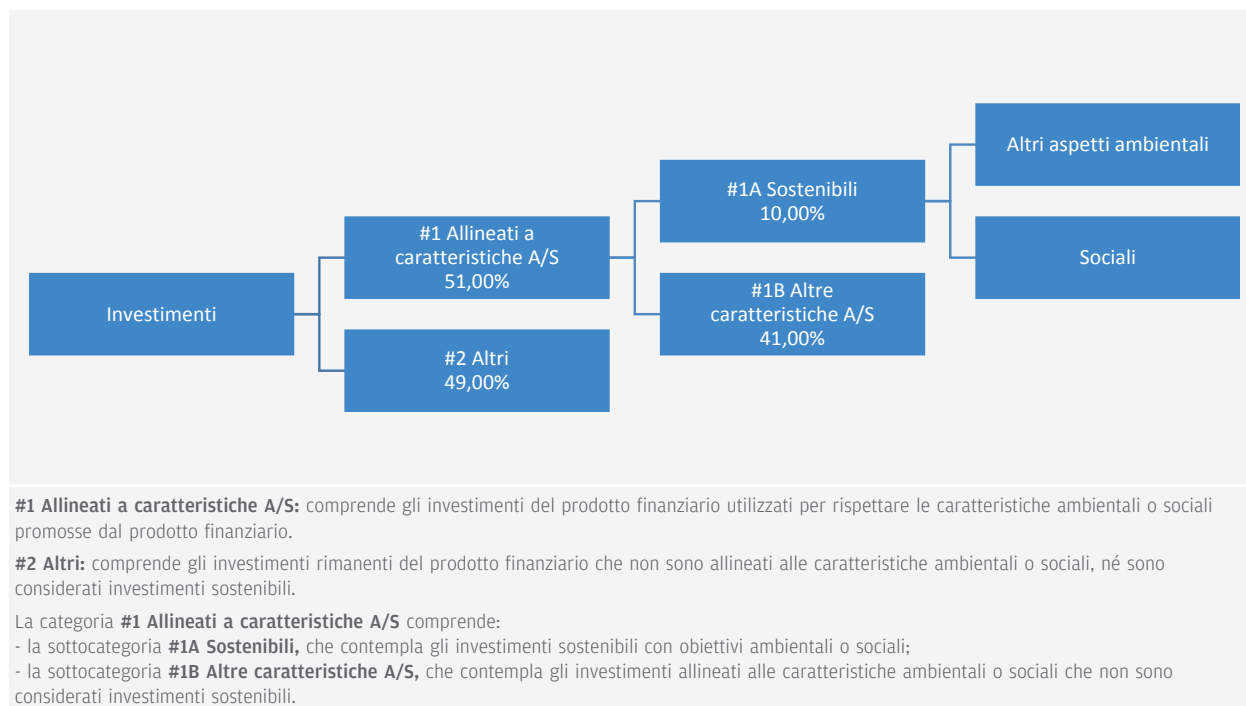 Investimenti
#1 Allineati a
caratteristiche A/S
51,00%
#2 Altri
49,00%
#1A Sostenibili
10,00%
#1B Altre
caratteristiche A/S
41,00%
Altri aspetti ambientali
Sociali
#1 Allineati a caratteristiche A/S: comprende gli investimenti del prodotto finanziario utilizzati per rispettare le caratteristiche ambientali o sociali
promosse dal prodotto finanziario.
#2 Altri: comprende gli investimenti rimanenti del prodotto finanziario che non sono allineati alle caratteristiche ambientali o sociali, né sono
considerati investimenti sostenibili.
La categoria #1 Allineati a caratteristiche A/S comprende:
- la sottocategoria #1A Sostenibili, che contempla gli investimenti sostenibili con obiettivi ambientali o sociali;
- la sottocategoria #1B Altre caratteristiche A/S, che contempla gli investimenti allineati alle caratteristiche ambientali o sociali che non sono
considerati investimenti sostenibili.